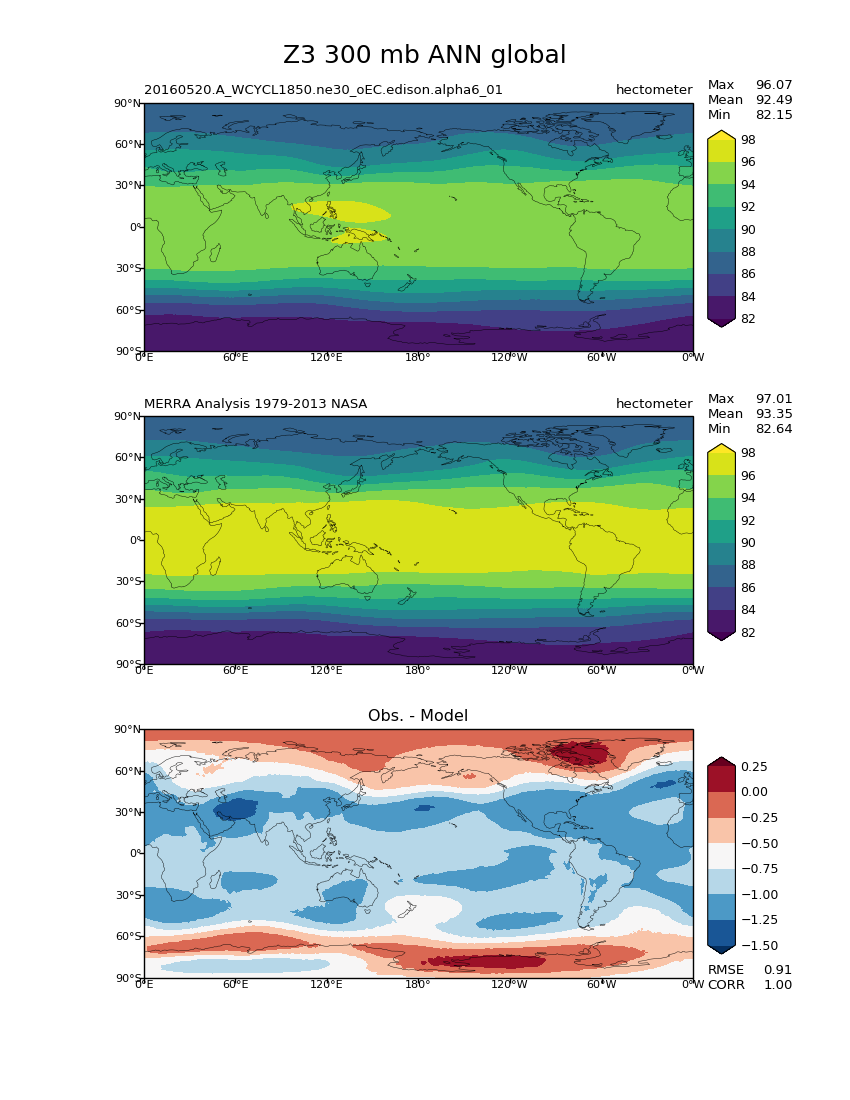 Z3 300 mb ANN global
20160520.A_WCYCL1850.ne30_oEC.edison.alpha6_01 hectometer
Max 96.07
Mean 92.49
Min 82.15
90°N
60°N
30°N
0°
30°S
60°S
90°S
0°E 60°E 120°E 180° 120°W 60°W 0°W
98
96
94
92
90
88
86
84
82
MERRA Analysis 1979-2013 NASA hectometer
Max 97.01
Mean 93.35
Min 82.64
90°N
60°N
30°N
0°
30°S
60°S
90°S
0°E 60°E 120°E 180° 120°W 60°W 0°W
98
96
94
92
90
88
86
84
82
Obs. - Model
90°N
60°N
30°N
0°
30°S
60°S
90°S
0°E 60°E 120°E 180° 120°W 60°W 0°W
0.25
0.00
−0.25
−0.50
−0.75
−1.00
−1.25
−1.50
RMSE 0.91
CORR 1.00